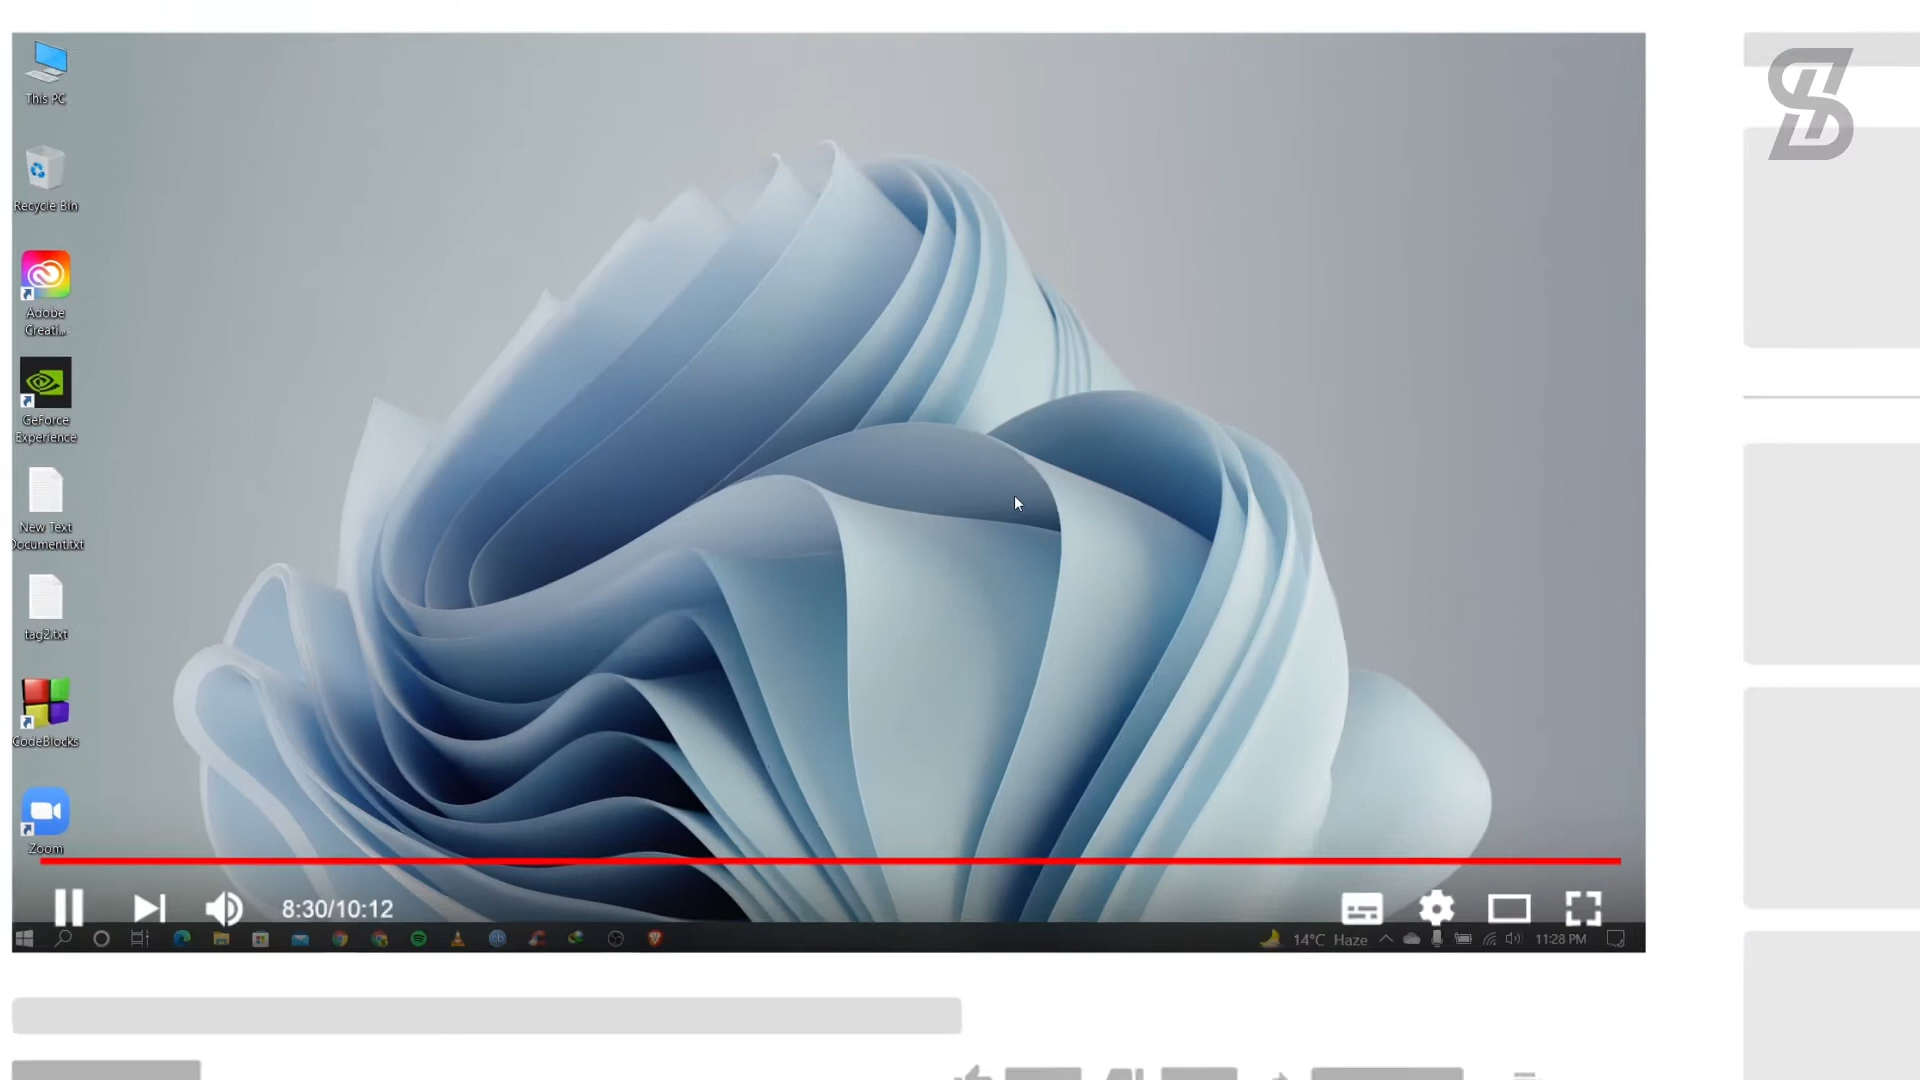 This PC
Recycle Bin
Adobe
Creati...
GeForce
Experience
New Text
Document.txt
tag2.txt
CodeBlocks
Zoom
8:30/10:12
14°C Haze
11:28 PM